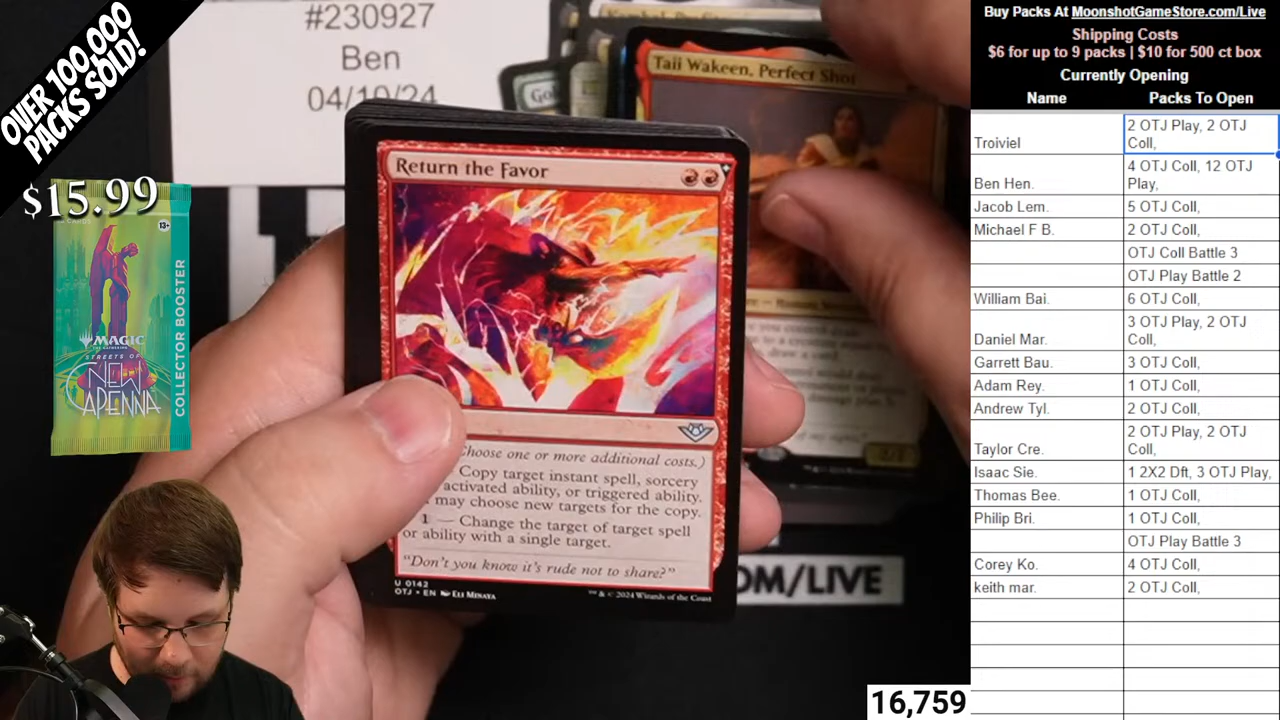 OVER 100,000
PACKS SOLD!
$15.99
13+
MAGIC
STREETS OF
NEW
CAPENNA
COLLECTOR BOOSTER
#230927
Ben
04/19/24
Taii Wakeen, Perfect Shot
Return the Favor
Choose one or more additional costs.)
Copy target instant spell, sorcery
activated ability, or triggered ability.
may choose new targets for the copy.
1 — Change the target of target spell
or ability with a single target.
"Don't you know it's rude not to share?"
U 0142
OTJ • EN Eli Minaya
™ & © 2024 Wizards of the Coast
OM/LIVE
16,759
Buy Packs At MoonshotGameStore.com/Live
Shipping Costs
$6 for up to 9 packs | $10 for 500 ct box
Currently Opening
Name Packs To Open
Troiviel 2 OTJ Play, 2 OTJ
Coll,
Ben Hen. 4 OTJ Coll, 12 OTJ
Play,
Jacob Lem. 5 OTJ Coll,
Michael F B. 2 OTJ Coll,
OTJ Coll Battle 3
OTJ Play Battle 2
William Bai. 6 OTJ Coll,
Daniel Mar. 3 OTJ Play, 2 OTJ
Coll,
Garrett Bau. 3 OTJ Coll,
Adam Rey. 1 OTJ Coll,
Andrew Tyl. 2 OTJ Coll,
Taylor Cre. 2 OTJ Play, 2 OTJ
Coll,
Isaac Sie. 1 2X2 Dft, 3 OTJ Play,
Thomas Bee. 1 OTJ Coll,
Philip Bri. 1 OTJ Coll,
OTJ Play Battle 3
Corey Ko. 4 OTJ Coll,
keith mar. 2 OTJ Coll,